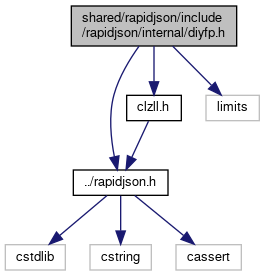 shared/rapidjson/include
/rapidjson/internal/diyfp.h
clzll.h
limits
../rapidjson.h
cstdlib
cstring
cassert